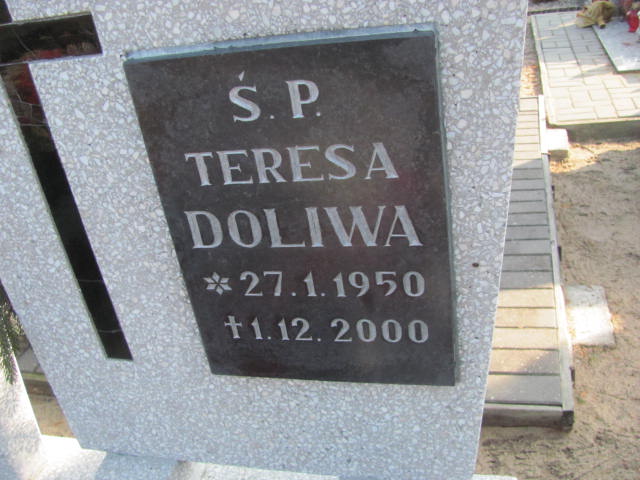 Ś. P.
TERESA
DOLIWA
* 27.1.1950
† 1.12.2000